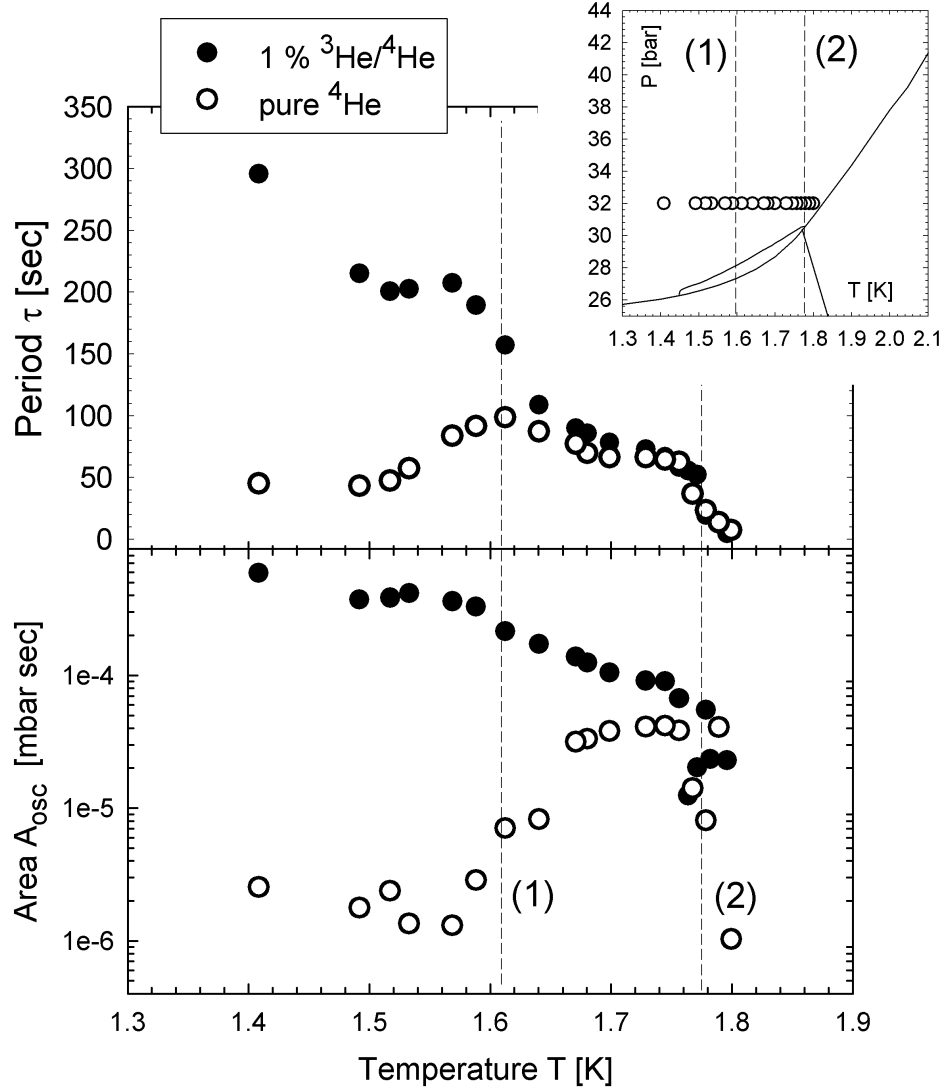 1 % ³He/⁴He
pure ⁴He
Period τ [sec]
350
300
250
200
150
100
50
0
P [bar]
44
42
40
38
36
34
32
30
28
26
(1)
(2)
T [K]
1.3 1.4 1.5 1.6 1.7 1.8 1.9 2.0 2.1
Area Aosc [mbar sec]
1e-4
1e-5
1e-6
(1)
(2)
1.3 1.4 1.5 1.6 1.7 1.8 1.9
Temperature T [K]